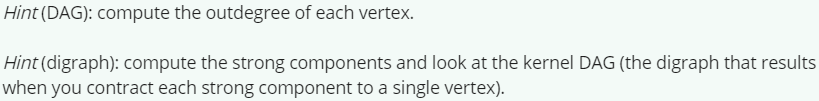 Hint (DAG): compute the outdegree of each vertex.
Hint (digraph): compute the strong components and look at the kernel DAG (the digraph that results
when you contract each strong component to a single vertex).